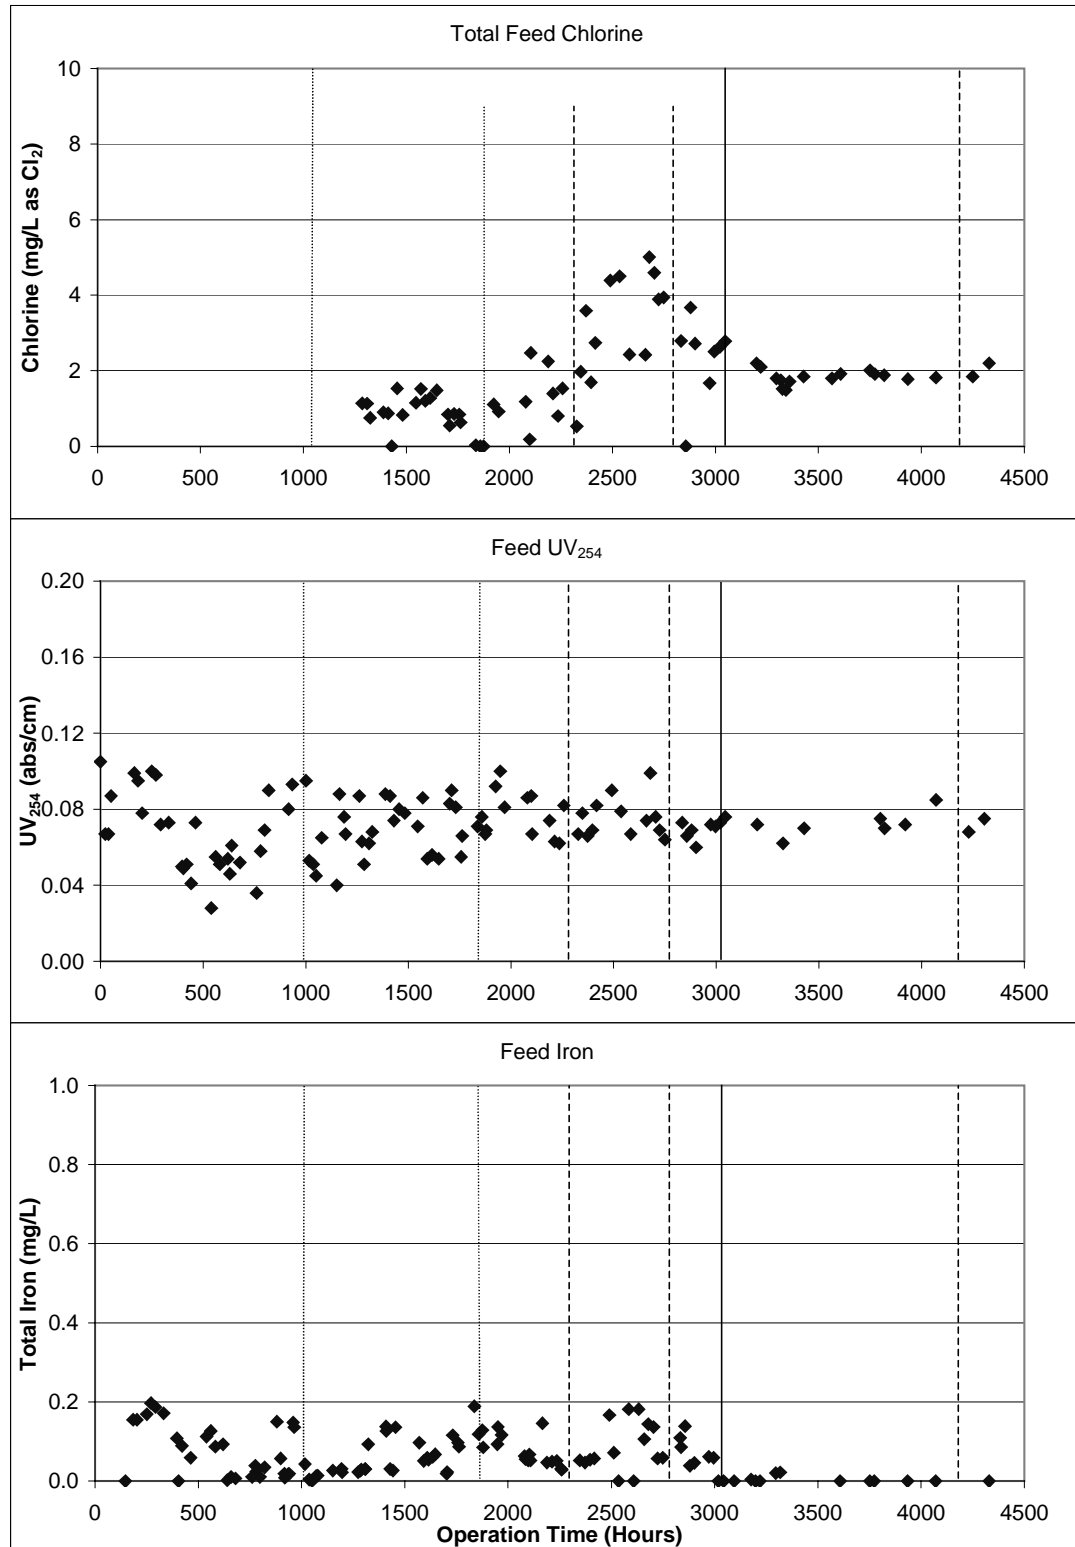 Total Feed Chlorine
10
8
6
4
2
0
Chlorine (mg/L as Cl₂)
0 500 1000 1500 2000 2500 3000 3500 4000 4500
Feed UV₂₅₄
0.20
0.16
0.12
0.08
0.04
0.00
UV₂₅₄ (abs/cm)
0 500 1000 1500 2000 2500 3000 3500 4000 4500
Feed Iron
1.0
0.8
0.6
0.4
0.2
0.0
Total Iron (mg/L)
0 500 1000 1500 2000 2500 3000 3500 4000 4500
Operation Time (Hours)